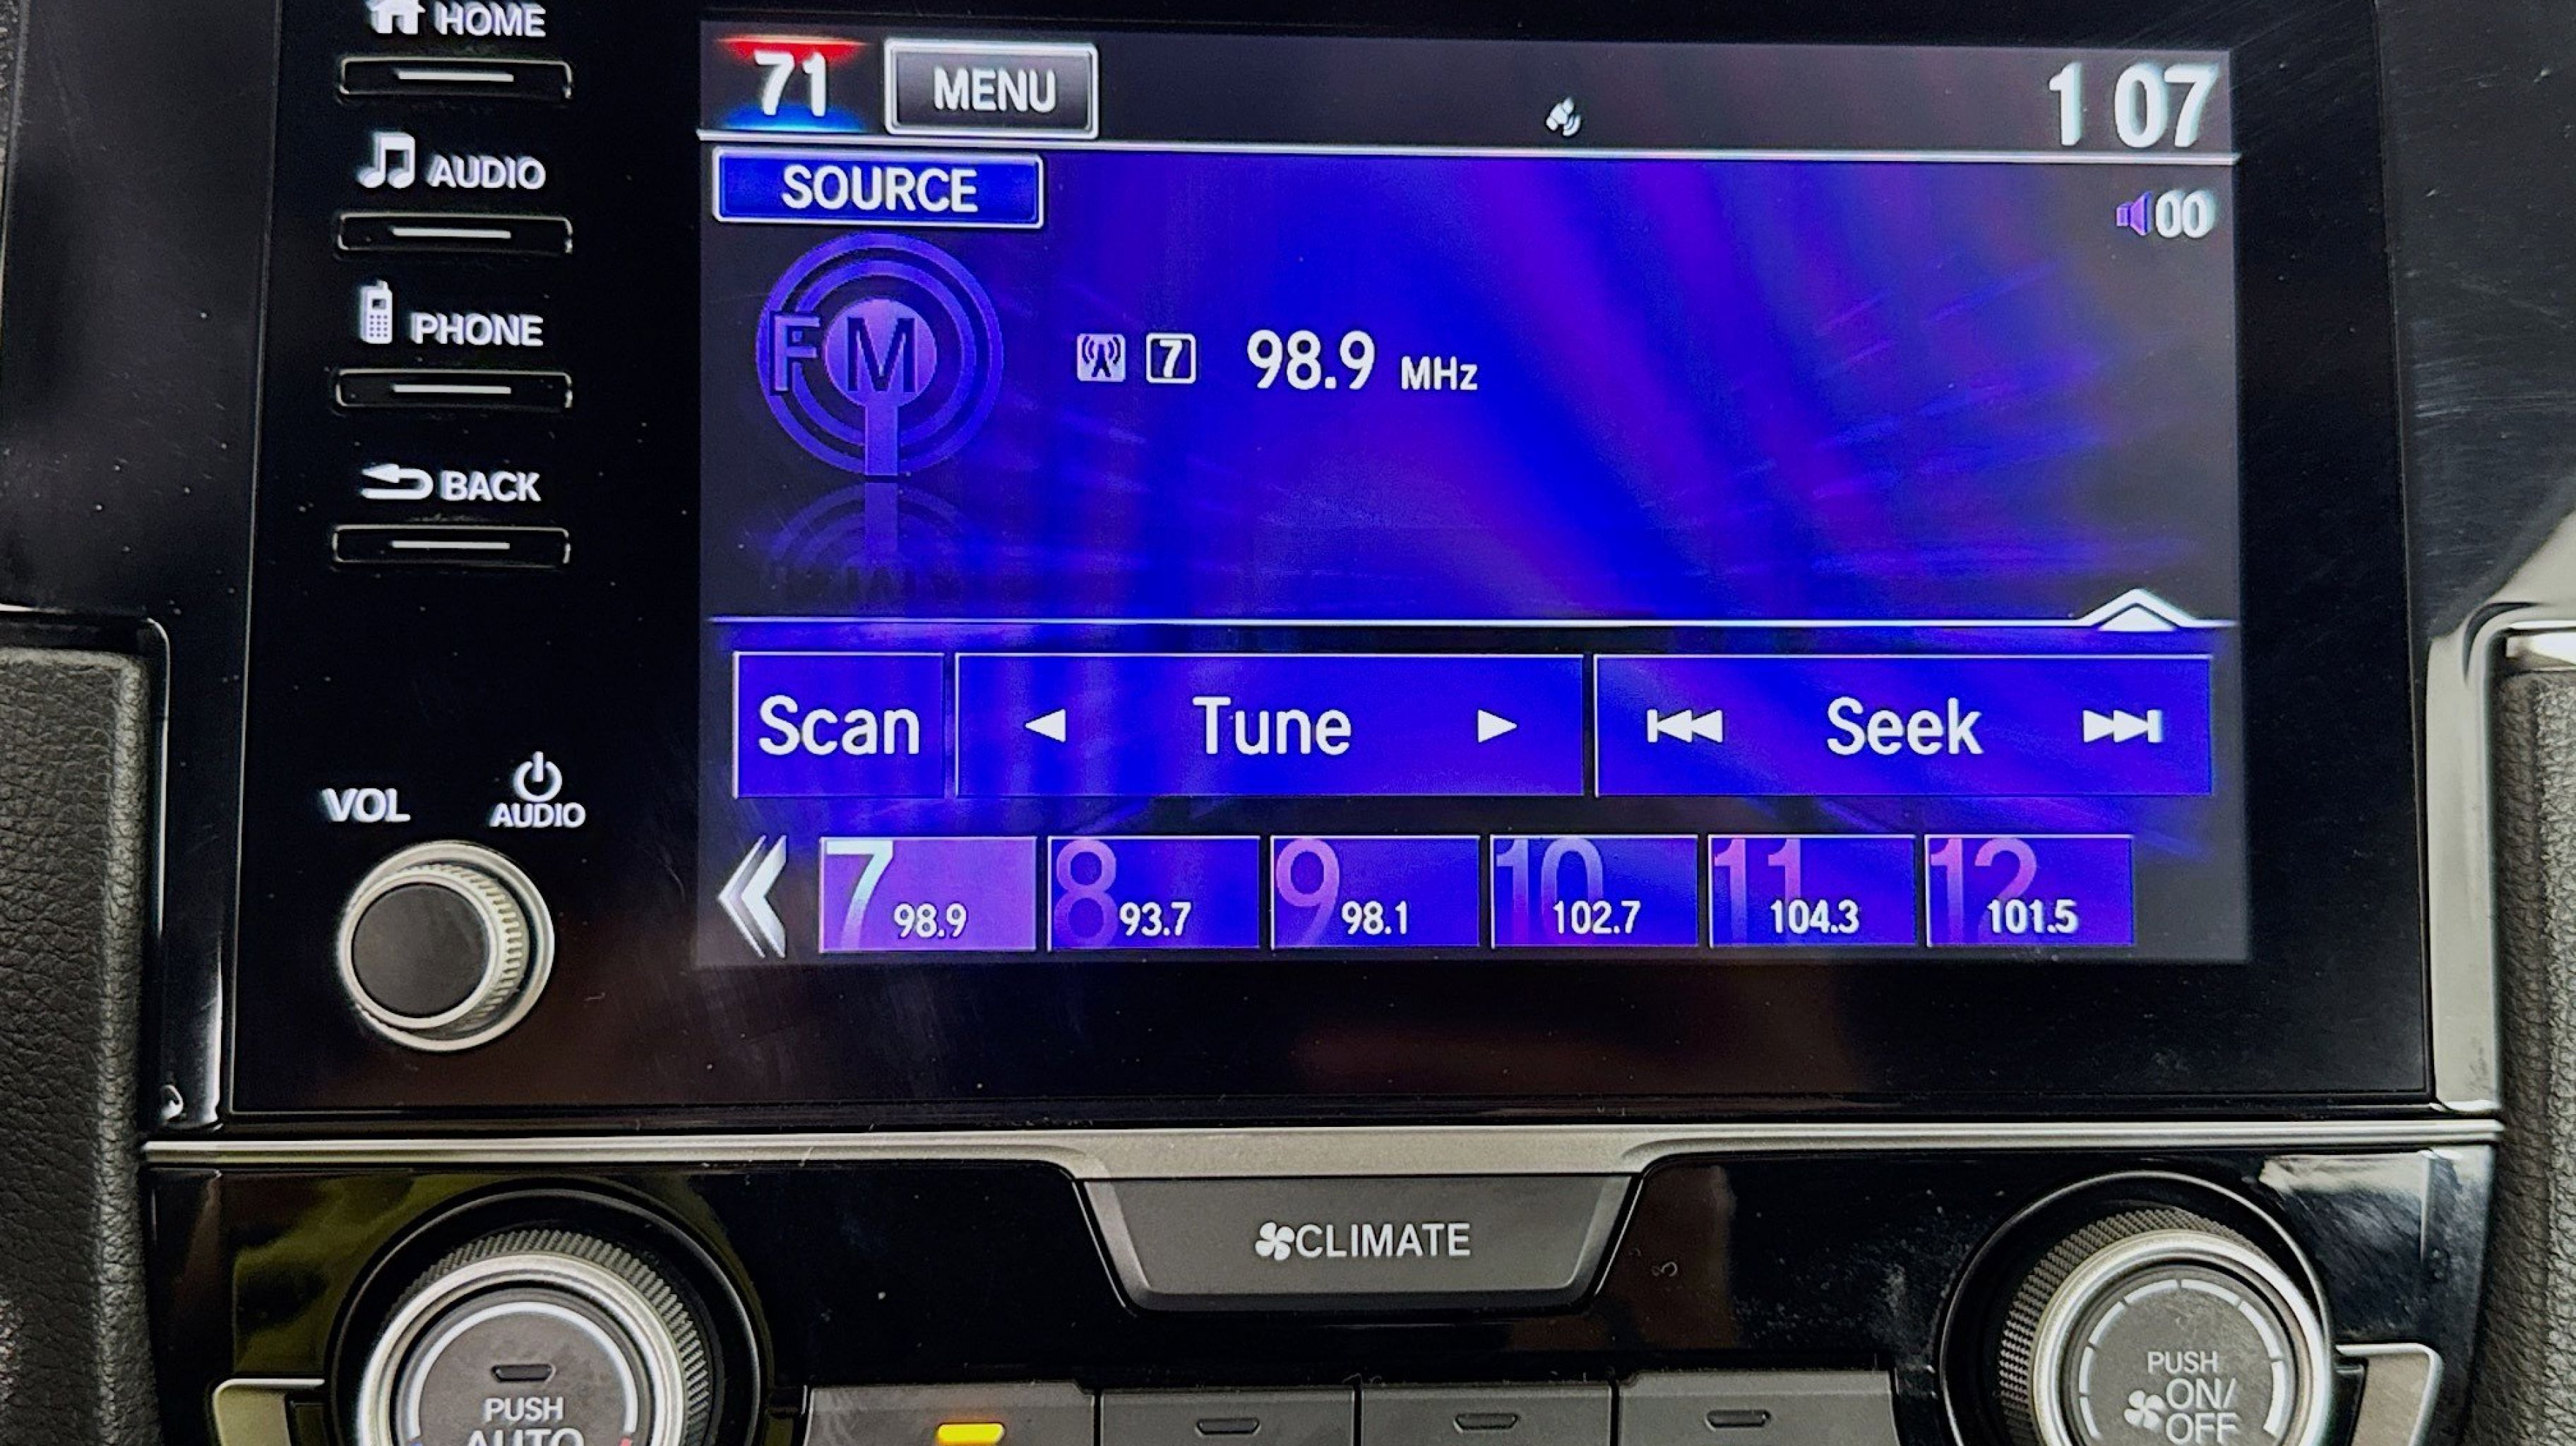 HOME
71 MENU 1 07
AUDIO
SOURCE
00
PHONE
FM
7 98.9 MHz
BACK
Scan Tune Seek
VOL AUDIO
7 98.9 8 93.7 9 98.1 10 102.7 11 104.3 12 101.5
CLIMATE
PUSH
AUTO
PUSH
ON/
OFF